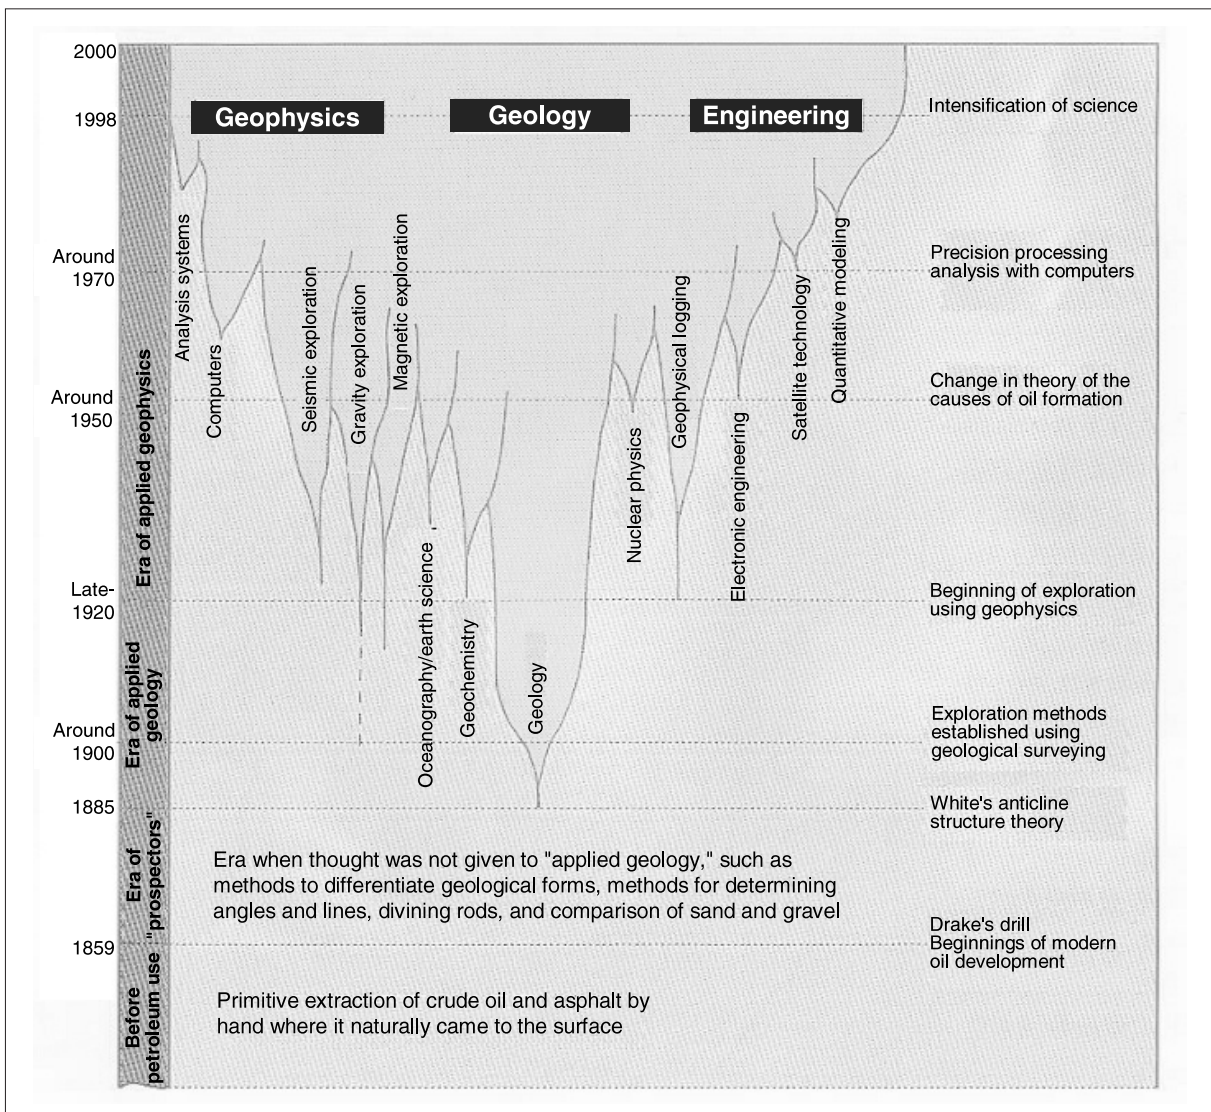 2000
1998
Around
1970
Around
1950
Late-
1920
Around
1900
1885
1859
Era of applied geophysics
Era of applied
geology
Era of
"prospectors"
Before
petroleum use
Geophysics
Geology
Engineering
Analysis systems
Computers
Seismic exploration
Gravity exploration
Magnetic exploration
Oceanography/earth science
Geochemistry
Geology
Nuclear physics
Geophysical logging
Electronic engineering
Satellite technology
Quantitative modeling
Intensification of science
Precision processing
analysis with computers
Change in theory of the
causes of oil formation
Beginning of exploration
using geophysics
Exploration methods
established using
geological surveying
White's anticline
structure theory
Drake's drill
Beginnings of modern
oil development
Era when thought was not given to "applied geology," such as
methods to differentiate geological forms, methods for determining
angles and lines, divining rods, and comparison of sand and gravel
Primitive extraction of crude oil and asphalt by
hand where it naturally came to the surface